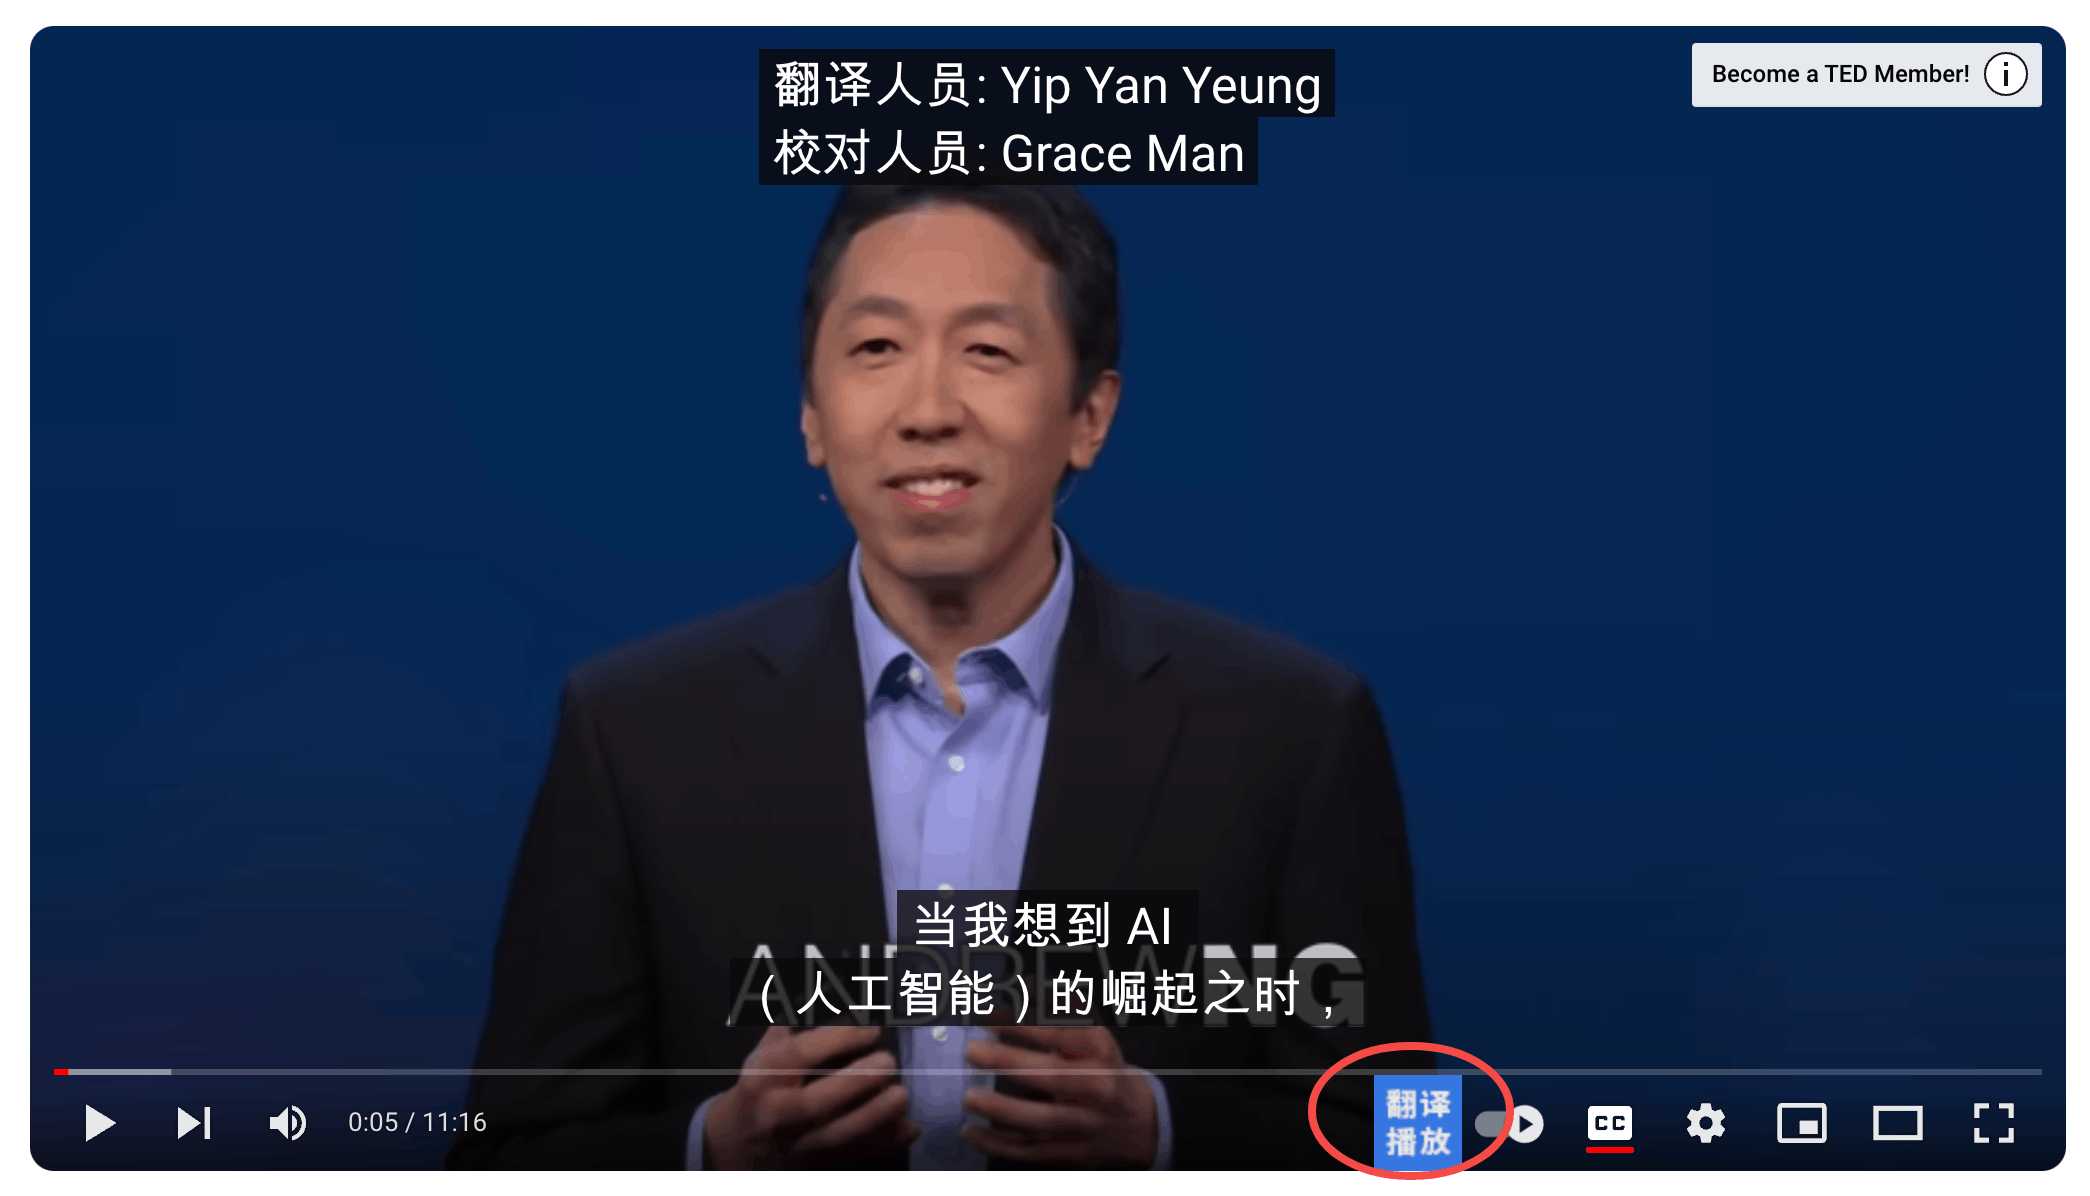 翻译人员: Yip Yan Yeung
校对人员: Grace Man
Become a TED Member!
当我想到 AI
（人工智能）的崛起之时，
ANDREW NG
0:05 / 11:16
翻译
播放
CC